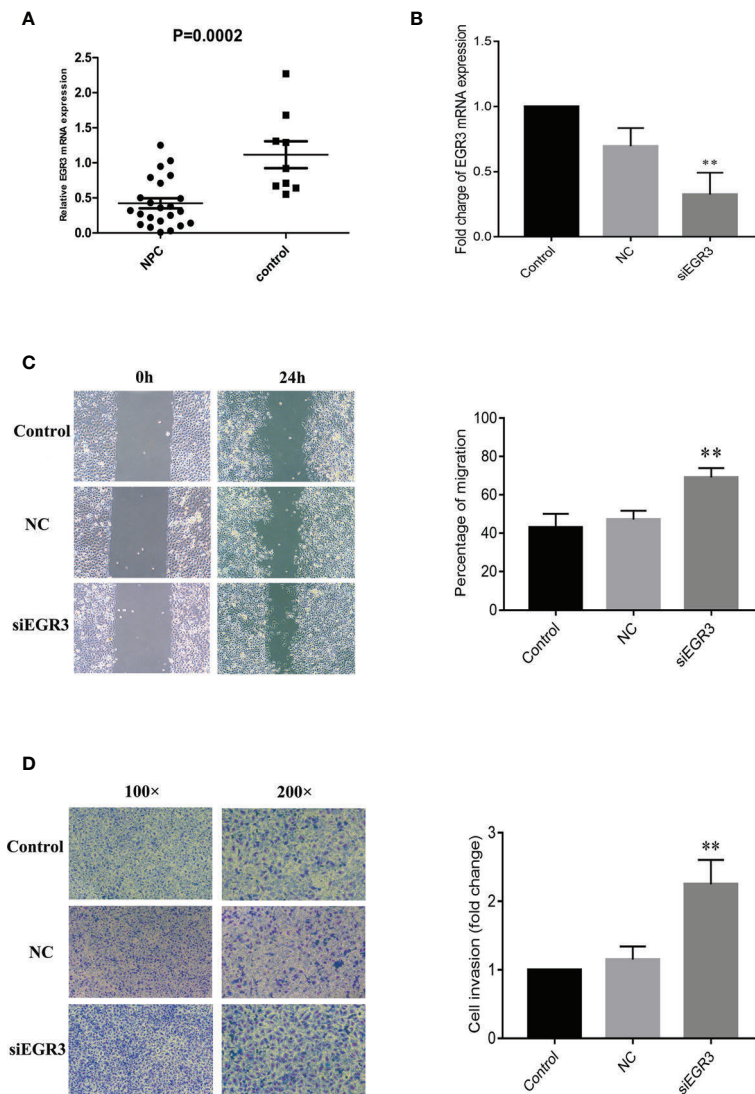 A
P=0.0002
Relative EGR3 mRNA expression
2.5
2.0
1.5
1.0
0.5
0.0
NPC
control
B
Fold charge of EGR3 mRNA expression
1.5
1.0
0.5
0.0
**
Control
NC
siEGR3
C
0h
24h
Control
NC
siEGR3
Percentage of migration
100
80
60
40
20
0
**
Control
NC
siEGR3
D
100×
200×
Control
NC
siEGR3
Cell invasion (fold change)
3
2
1
0
**
Control
NC
siEGR3